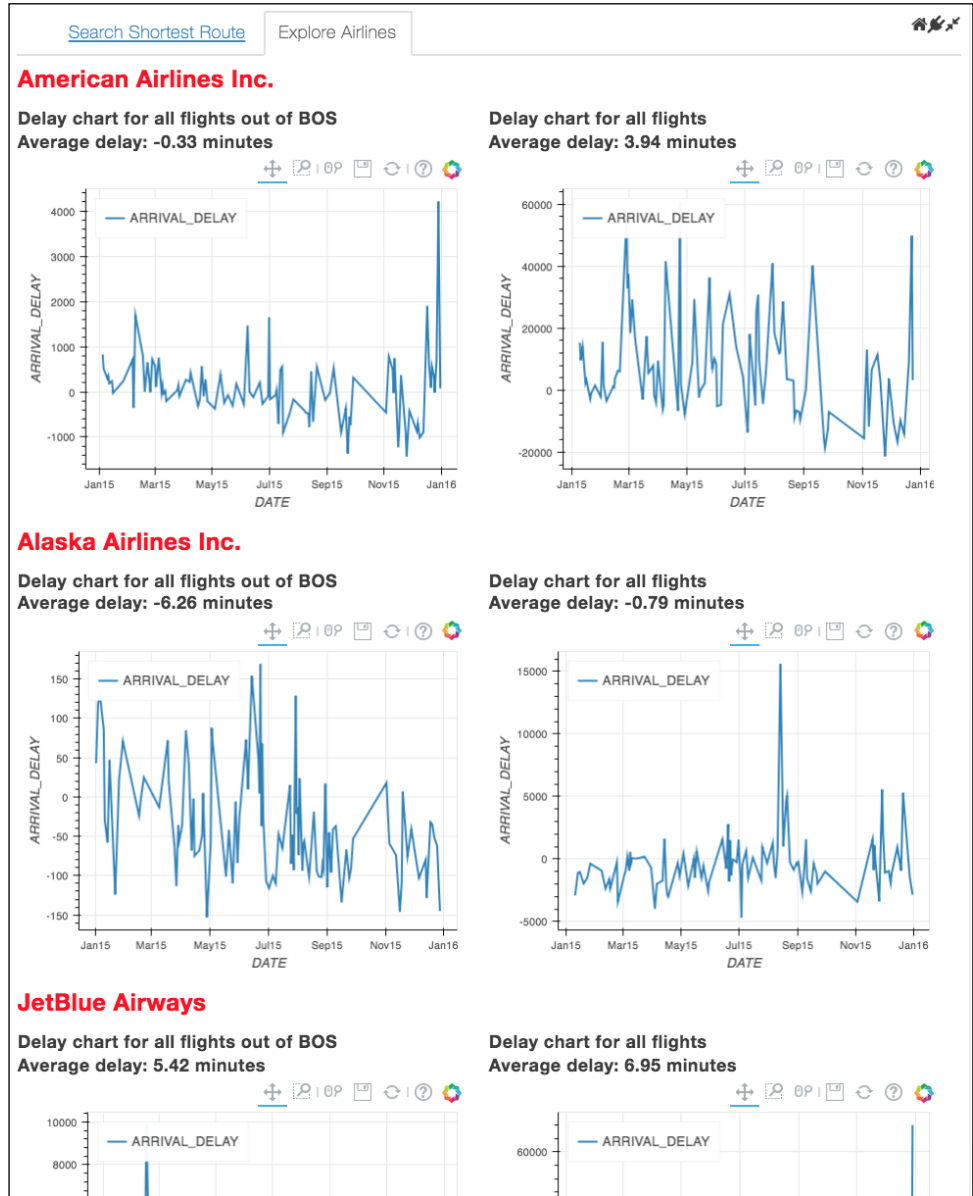 Search Shortest Route
Explore Airlines
American Airlines Inc.
Delay chart for all flights out of BOS
Average delay: -0.33 minutes
ARRIVAL_DELAY
4000
3000
2000
1000
0
-1000
ARRIVAL_DELAY
Jan15 Mar15 May15 Jul15 Sep15 Nov15 Jan16
DATE
Delay chart for all flights
Average delay: 3.94 minutes
ARRIVAL_DELAY
60000
40000
20000
0
-20000
ARRIVAL_DELAY
Jan15 Mar15 May15 Jul15 Sep15 Nov15 Jan16
DATE
Alaska Airlines Inc.
Delay chart for all flights out of BOS
Average delay: -6.26 minutes
ARRIVAL_DELAY
150
100
50
0
-50
-100
-150
ARRIVAL_DELAY
Jan15 Mar15 May15 Jul15 Sep15 Nov15 Jan16
DATE
Delay chart for all flights
Average delay: -0.79 minutes
ARRIVAL_DELAY
15000
10000
5000
0
-5000
ARRIVAL_DELAY
Jan15 Mar15 May15 Jul15 Sep15 Nov15 Jan16
DATE
JetBlue Airways
Delay chart for all flights out of BOS
Average delay: 5.42 minutes
10000
ARRIVAL_DELAY
8000
Delay chart for all flights
Average delay: 6.95 minutes
ARRIVAL_DELAY
60000